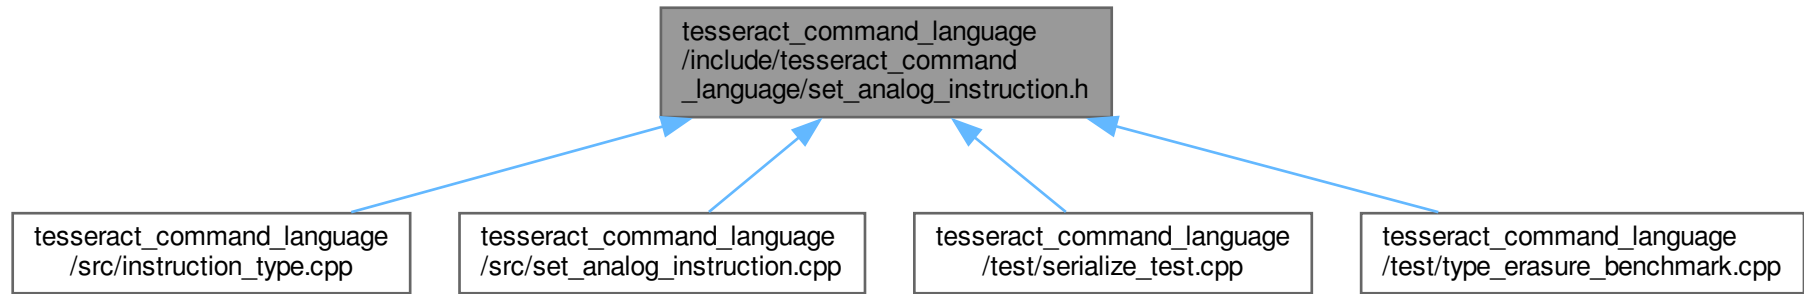 tesseract_command_language
/include/tesseract_command
_language/set_analog_instruction.h
tesseract_command_language
/src/instruction_type.cpp
tesseract_command_language
/src/set_analog_instruction.cpp
tesseract_command_language
/test/serialize_test.cpp
tesseract_command_language
/test/type_erasure_benchmark.cpp